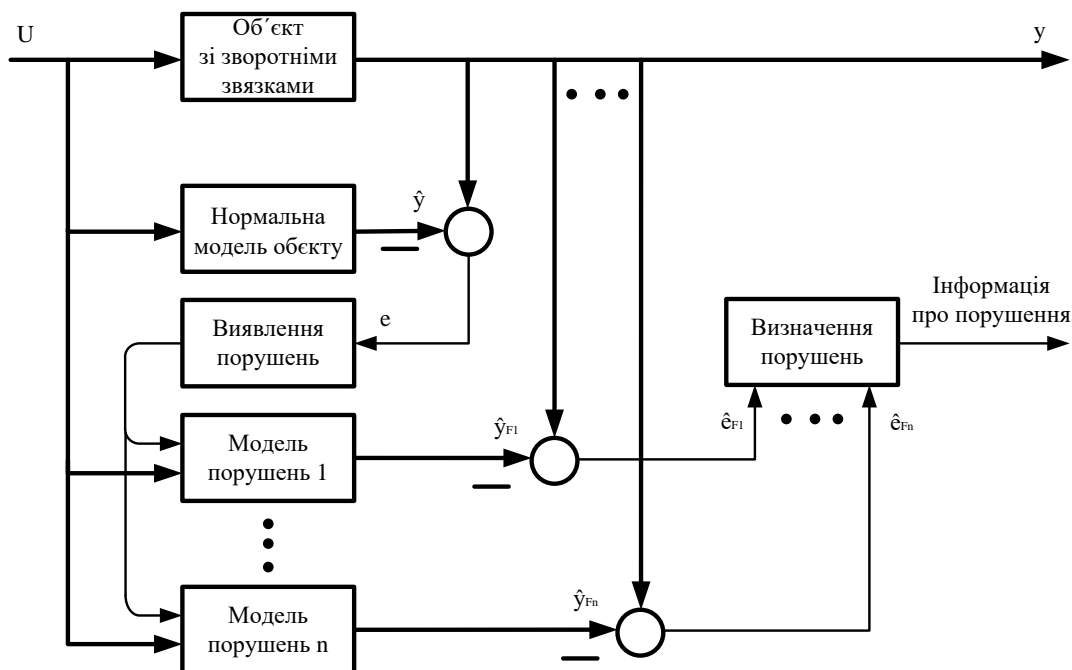 U
Об´єкт
зі зворотніми
звязками
y
Нормальна
модель обєкту
ŷ
Інформація
про порушення
Виявлення
порушень
e
Визначення
порушень
Модель
порушень 1
ŷF1
êF1
êFn
Модель
порушень n
ŷFn